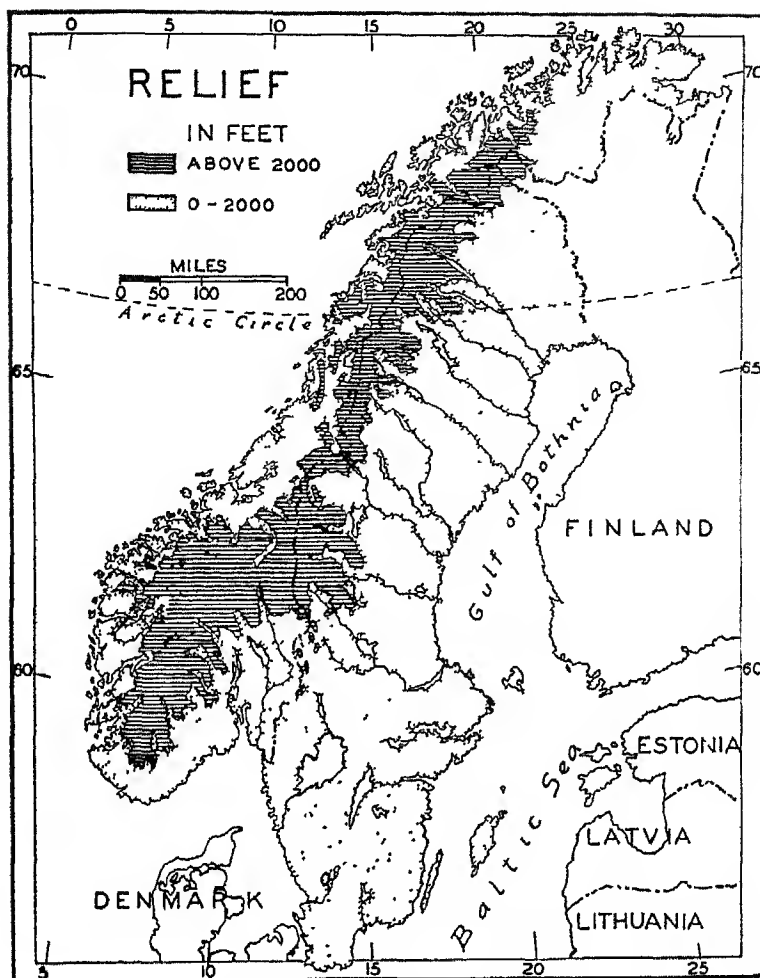 0 5 10 15 20 25 30
70 70
RELIEF
IN FEET
ABOVE 2000
0-2000
MILES
0 50 100 200
Arctic Circle
65 65
Gulf of Bothnia
FINLAND
60 60
ESTONIA
Baltic Sea
LATVIA
DENMARK
LITHUANIA
5 10 15 20 25